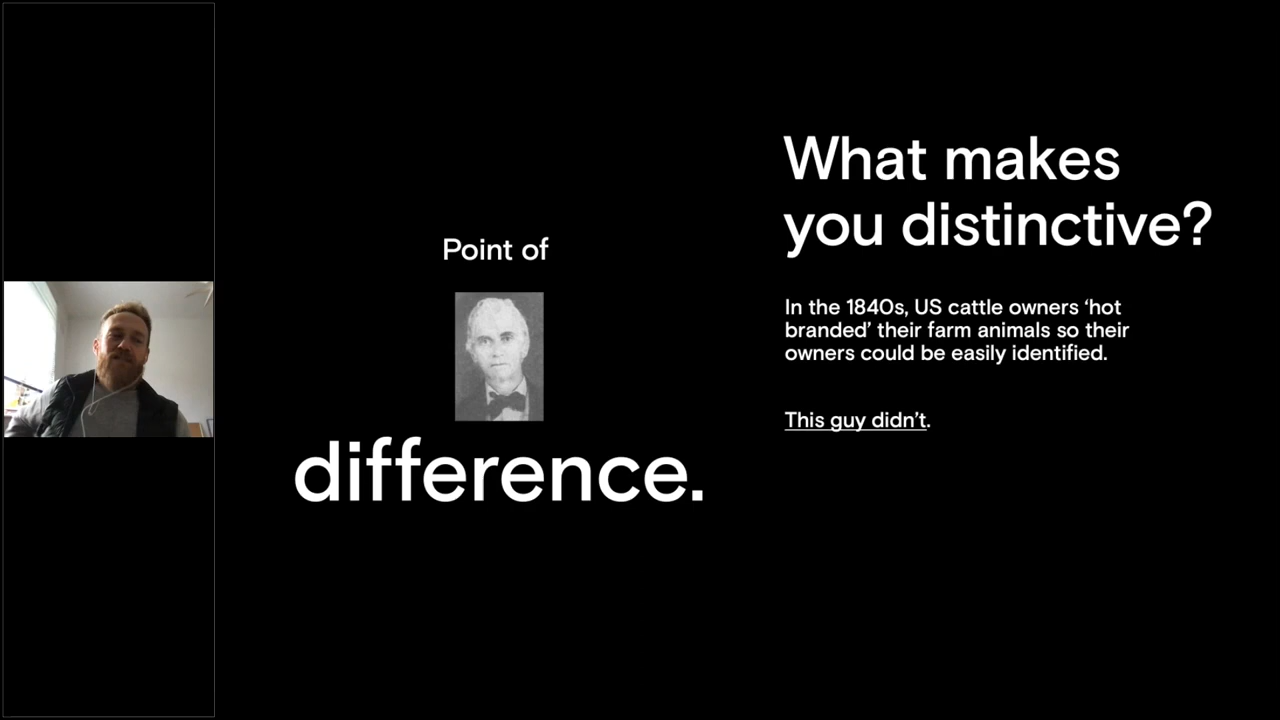 Point of
difference.
What makes
you distinctive?
In the 1840s, US cattle owners ‘hot
branded’ their farm animals so their
owners could be easily identified.
This guy didn’t.